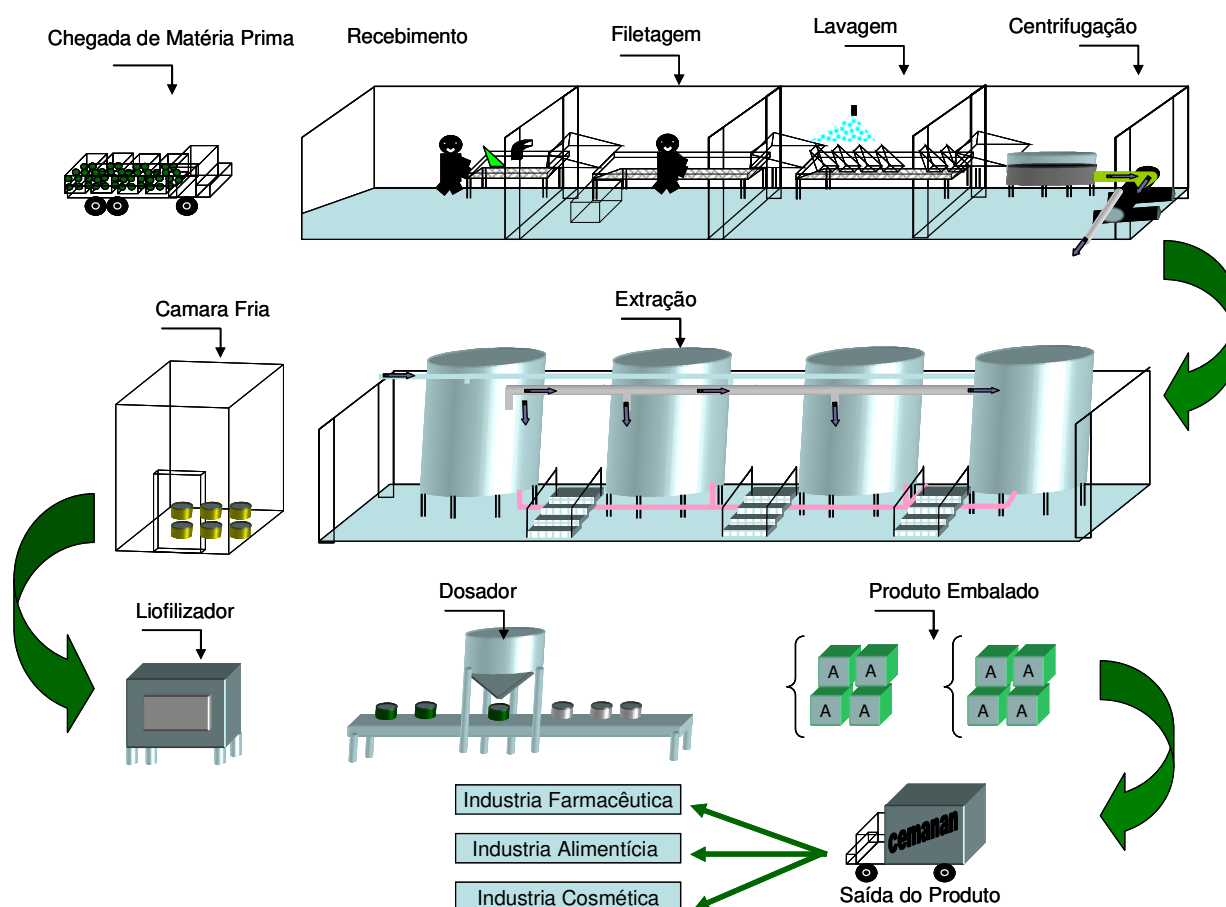 Chegada de Matéria Prima
Recebimento
Filetagem
Lavagem
Centrifugação
Camara Fria
Extração
Liofilizador
Dosador
Produto Embalado
A A
A A
A A
A A
Industria Farmacêutica
Industria Alimentícia
Industria Cosmética
cemanan
Saída do Produto